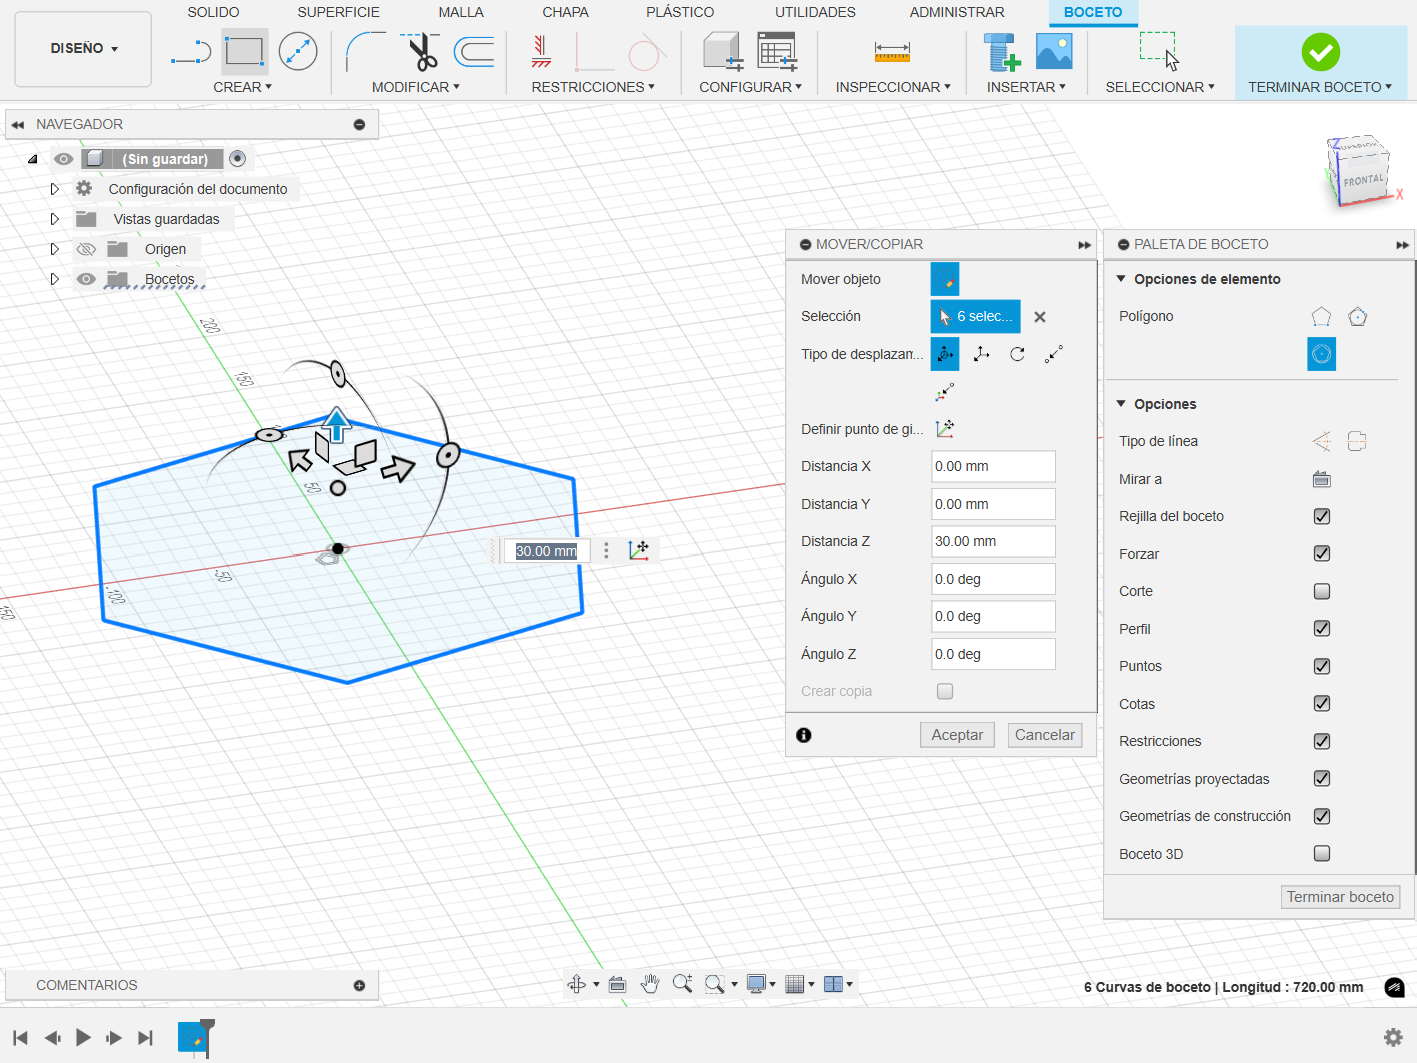 SOLIDO
SUPERFICIE
MALLA
CHAPA
PLÁSTICO
UTILIDADES
ADMINISTRAR
BOCETO
DISEÑO
CREAR
MODIFICAR
RESTRICCIONES
CONFIGURAR
INSPECCIONAR
INSERTAR
SELECCIONAR
TERMINAR BOCETO
NAVEGADOR
(Sin guardar)
Configuración del documento
Vistas guardadas
Origen
Bocetos
SUPERIOR
FRONTAL
Z
Y
X
200
150
50
-50
-100
150
30.00 mm
MOVER/COPIAR
Mover objeto
Selección
6 selec...
Tipo de desplazam...
Definir punto de gi...
Distancia X
0.00 mm
Distancia Y
0.00 mm
Distancia Z
30.00 mm
Ángulo X
0.0 deg
Ángulo Y
0.0 deg
Ángulo Z
0.0 deg
Crear copia
Aceptar
Cancelar
PALETA DE BOCETO
Opciones de elemento
Polígono
Opciones
Tipo de línea
Mirar a
Rejilla del boceto
Forzar
Corte
Perfil
Puntos
Cotas
Restricciones
Geometrías proyectadas
Geometrías de construcción
Boceto 3D
Terminar boceto
COMENTARIOS
6 Curvas de boceto | Longitud : 720.00 mm